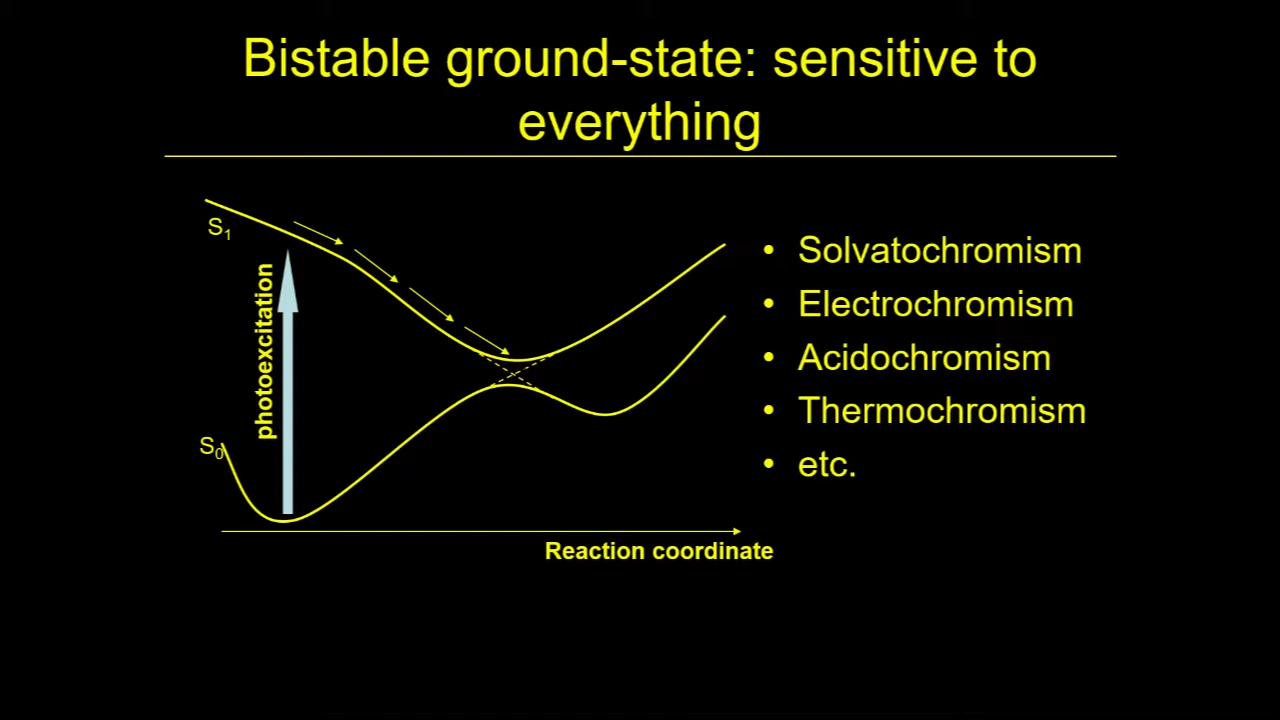 Bistable ground-state: sensitive to
everything
S₁
photoexcitation
S₀
Reaction coordinate
• Solvatochromism
• Electrochromism
• Acidochromism
• Thermochromism
• etc.